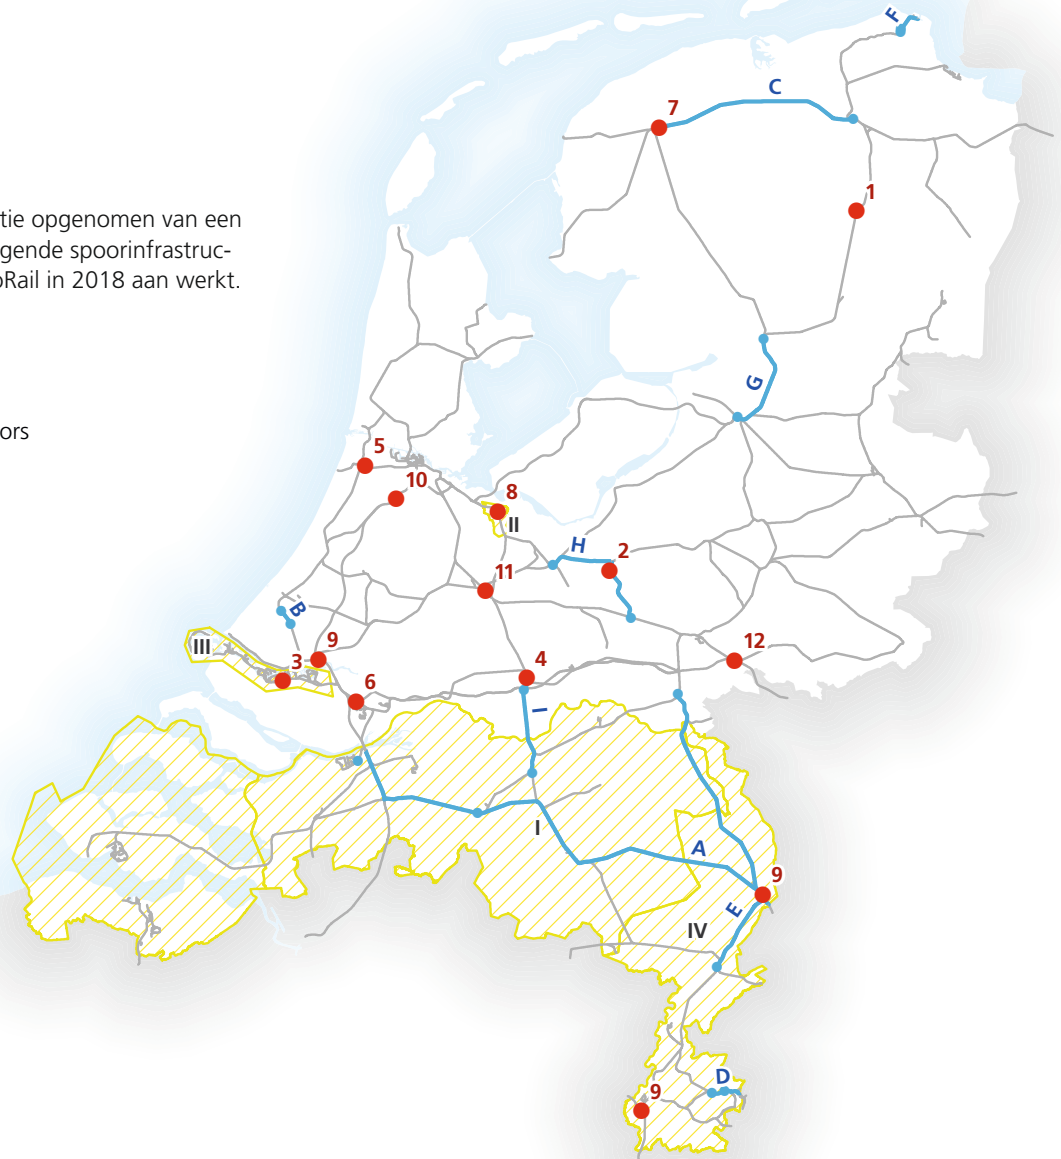 F
C
7
1
tie opgenomen van een
gende spoorinfrastruc-
Rail in 2018 aan werkt.
G
ors
5
10
8
II
H
2
11
B
9
III
3
4
12
6
I
I
A
9
E
IV
D
9